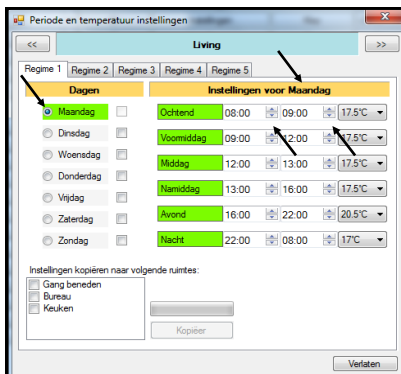 Periode en temperatuur instellingen
<< Living >>
Regime 1 Regime 2 Regime 3 Regime 4 Regime 5
Dagen Instellingen voor Maandag
Maandag Ochtend 08:00 09:00 17.5°C
Dinsdag Voormiddag 09:00 12:00 17.5°C
Woensdag Middag 12:00 13:00 17.5°C
Donderdag
Vrijdag Namiddag 13:00 16:00 17.5°C
Zaterdag Avond 16:00 22:00 20.5°C
Zondag Nacht 22:00 08:00 17°C
Instellingen kopiëren naar volgende ruimtes:
Gang beneden
Bureau
Keuken
Kopiëer
Verlaten